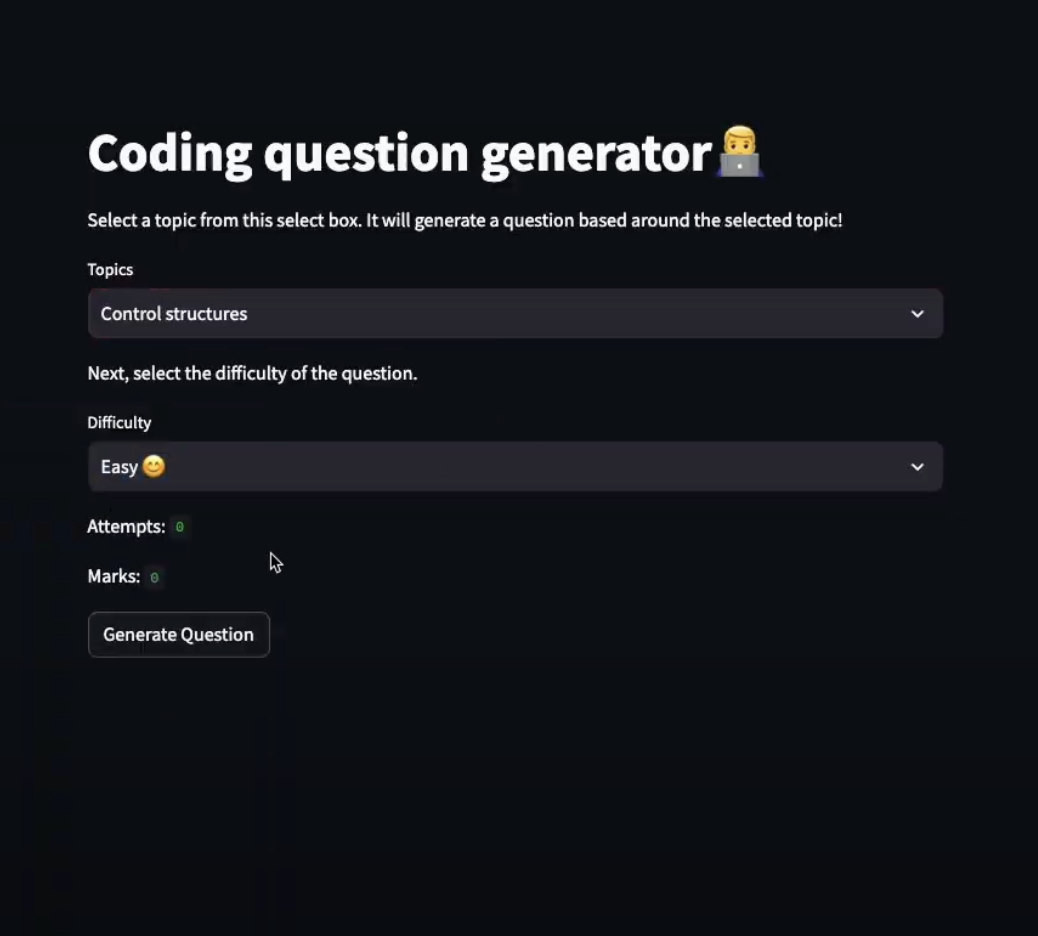 Coding question generator👨‍💻
Select a topic from this select box. It will generate a question based around the selected topic!
Topics
Control structures
Next, select the difficulty of the question.
Difficulty
Easy 😊
Attempts: 0
Marks: 0
Generate Question